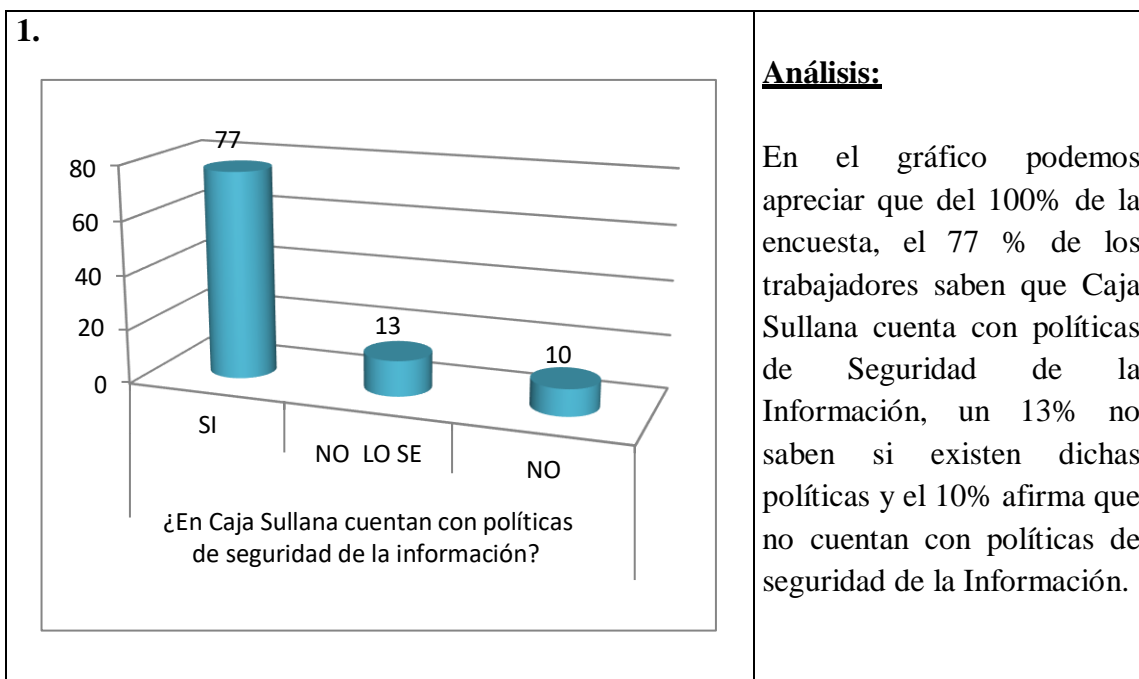 1.
77
80
60
40
20
0
13
10
SI
NO LO SE
NO
¿En Caja Sullana cuentan con políticas
de seguridad de la información?
Análisis:
En el gráfico podemos
apreciar que del 100% de la
encuesta, el 77 % de los
trabajadores saben que Caja
Sullana cuenta con políticas
de Seguridad de la
Información, un 13% no
saben si existen dichas
políticas y el 10% afirma que
no cuentan con políticas de
seguridad de la Información.